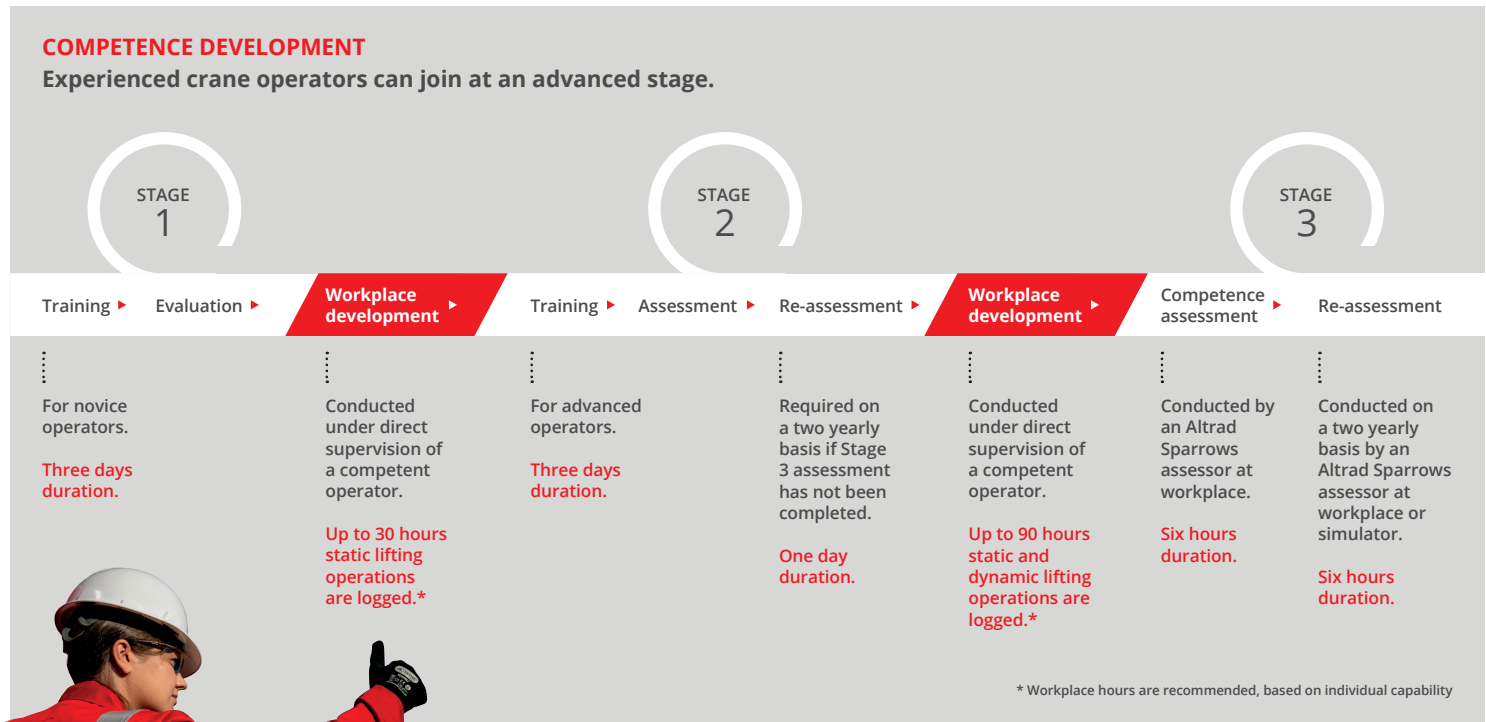 COMPETENCE DEVELOPMENT
Experienced crane operators can join at an advanced stage.
STAGE
1
STAGE
2
STAGE
3
Training
Evaluation
Workplace
development
Training
Assessment
Re-assessment
Workplace
development
Competence
assessment
Re-assessment
For novice
operators.
Three days
duration.
Conducted
under direct
supervision of
a competent
operator.
Up to 30 hours
static lifting
operations
are logged.*
For advanced
operators.
Three days
duration.
Required on
a two yearly
basis if Stage
3 assessment
has not been
completed.
One day
duration.
Conducted
under direct
supervision of
a competent
operator.
Up to 90 hours
static and
dynamic lifting
operations are
logged.*
Conducted by
an Altrad
Sparrows
assessor at
workplace.
Six hours
duration.
Conducted on
a two yearly
basis by an
Altrad Sparrows
assessor at
workplace or
simulator.
Six hours
duration.
* Workplace hours are recommended, based on individual capability